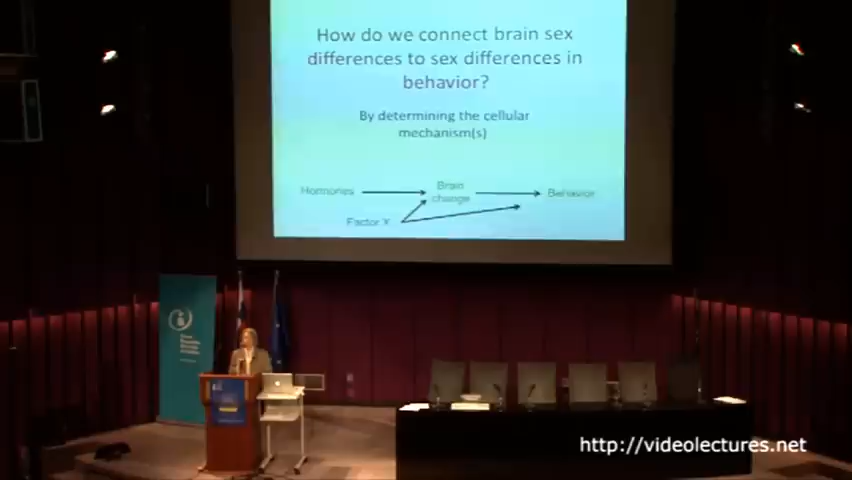 How do we connect brain sex
differences to sex differences in
behavior?
By determining the cellular
mechanism(s)
Hormones
Brain
change
Behavior
Factor X
http://videolectures.net